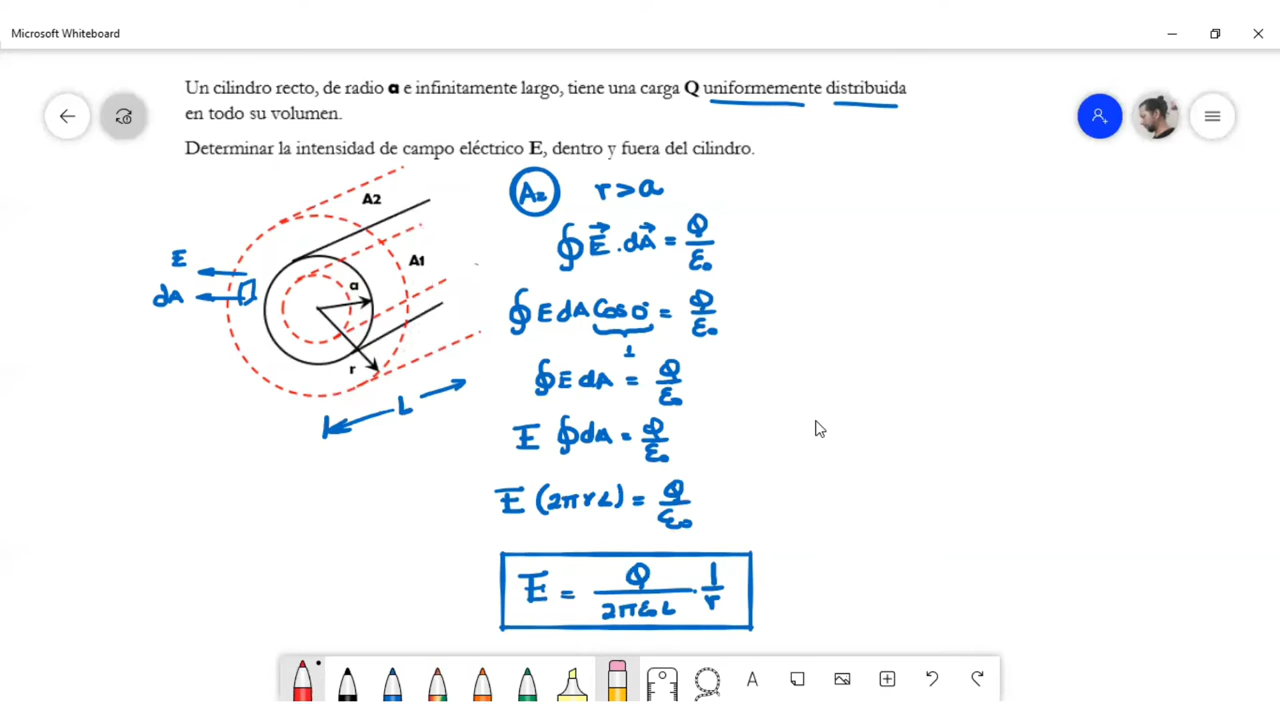 Microsoft Whiteboard
Un cilindro recto, de radio a e infinitamente largo, tiene una carga Q uniformemente distribuida
en todo su volumen.
Determinar la intensidad de campo eléctrico E, dentro y fuera del cilindro.
A2
A1
a
r
E
dA
L
A2 r > a
∮ E⃗ . dA⃗ = Q/ε₀
∮ E dA Cos 0° = Q/ε₀
1
∮ E dA = Q/ε₀
E ∮ dA = Q/ε₀
E (2πrL) = Q/ε₀
E = Q/2πε₀L · 1/r